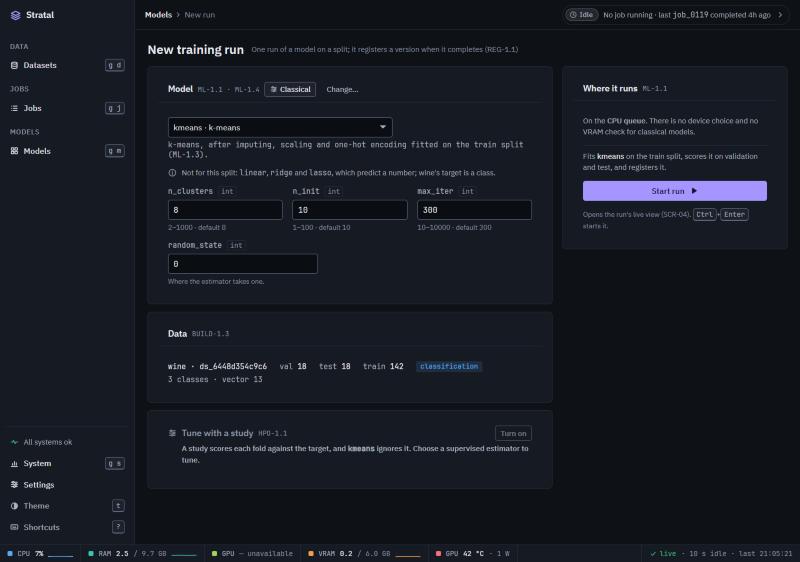 Stratal
Models > New run
Idle No job running · last job_0119 completed 4h ago >
DATA
Datasets g d
JOBS
Jobs g j
MODELS
Models g m
New training run One run of a model on a split; it registers a version when it completes (REG-1.1)
Model ML-1.1 · ML-1.4 Classical Change...
kmeans · k-means
k-means, after imputing, scaling and one-hot encoding fitted on the train split
(ML-1.3).
Not for this split: linear, ridge and lasso, which predict a number; wine's target is a class.
n_clusters int n_init int max_iter int
8 10 300
2–1000 · default 8 1–100 · default 10 10–10000 · default 300
random_state int
0
Where the estimator takes one.
Where it runs ML-1.1
On the CPU queue. There is no device choice and no
VRAM check for classical models.
Fits kmeans on the train split, scores it on validation
and test, and registers it.
Start run
Opens the run's live view (SCR-04). Ctrl+Enter
starts it.
Data BUILD-1.3
wine · ds_6448d354c9c6 val 18 test 18 train 142 classification
3 classes · vector 13
Tune with a study HPO-1.1 Turn on
A study scores each fold against the target, and kmeans ignores it. Choose a supervised estimator to
tune.
All systems ok
System g s
Settings
Theme t
Shortcuts ?
CPU 7% RAM 2.5 / 9.7 GB GPU — unavailable VRAM 0.2 / 6.0 GB GPU 42 °C · 1 W live · 10 s idle · last 21:05:21